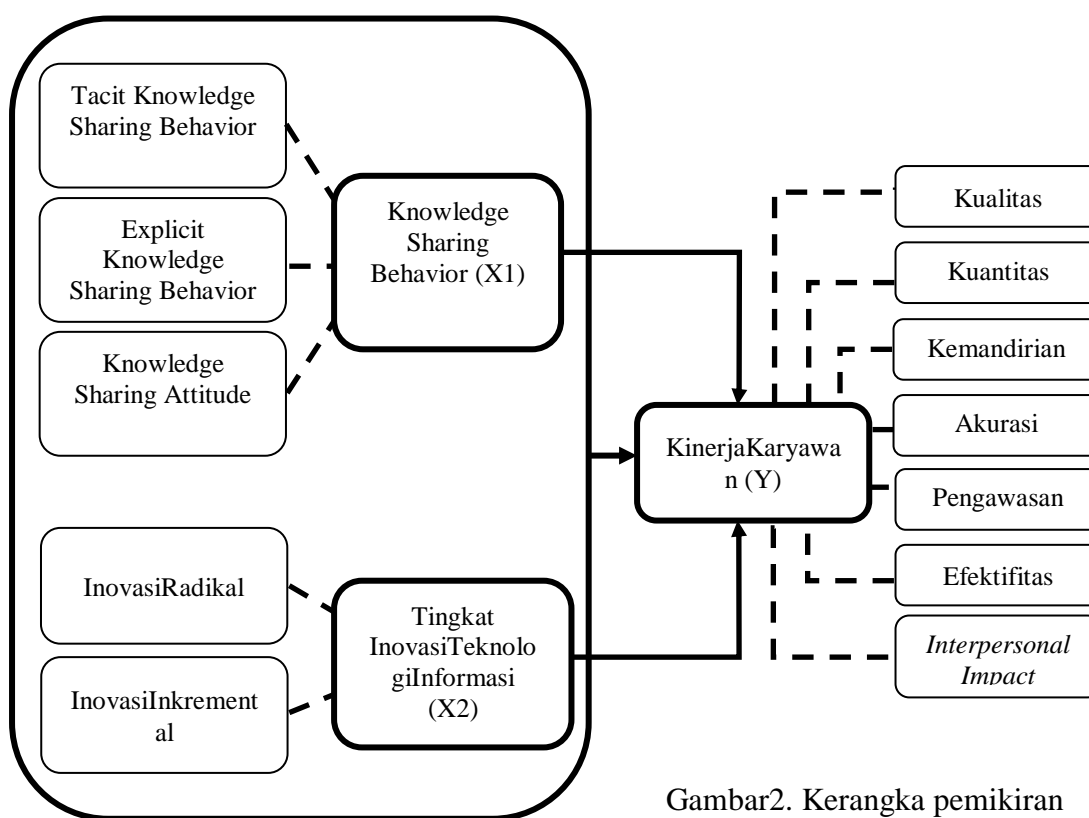 Tacit Knowledge
Sharing Behavior
Explicit
Knowledge
Sharing Behavior
Knowledge
Sharing Attitude
Knowledge
Sharing
Behavior (X1)
InovasiRadikal
InovasiInkrement
al
Tingkat
InovasiTeknolo
giInformasi
(X2)
KinerjaKaryawa
n (Y)
Kualitas
Kuantitas
Kemandirian
Akurasi
Pengawasan
Efektifitas
Interpersonal
Impact
Gambar2. Kerangka pemikiran